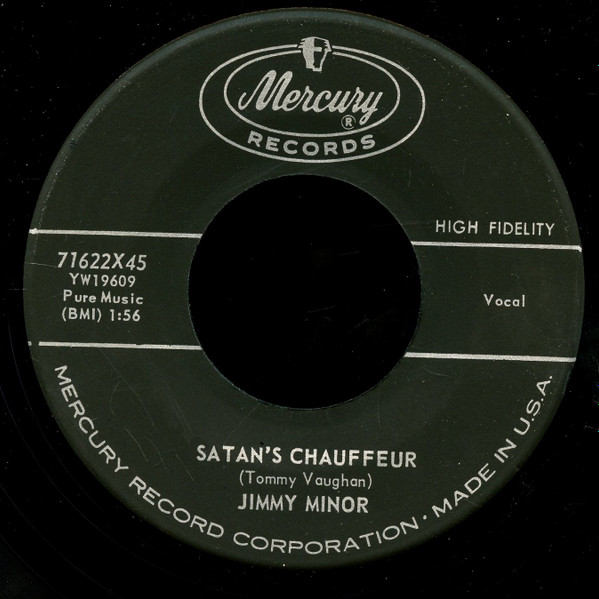 Mercury
®
RECORDS
HIGH FIDELITY
71622X45
YW19609
Pure Music
(BMI) 1:56
Vocal
SATAN'S CHAUFFEUR
(Tommy Vaughan)
JIMMY MINOR
MERCURY RECORD CORPORATION · MADE IN U.S.A.